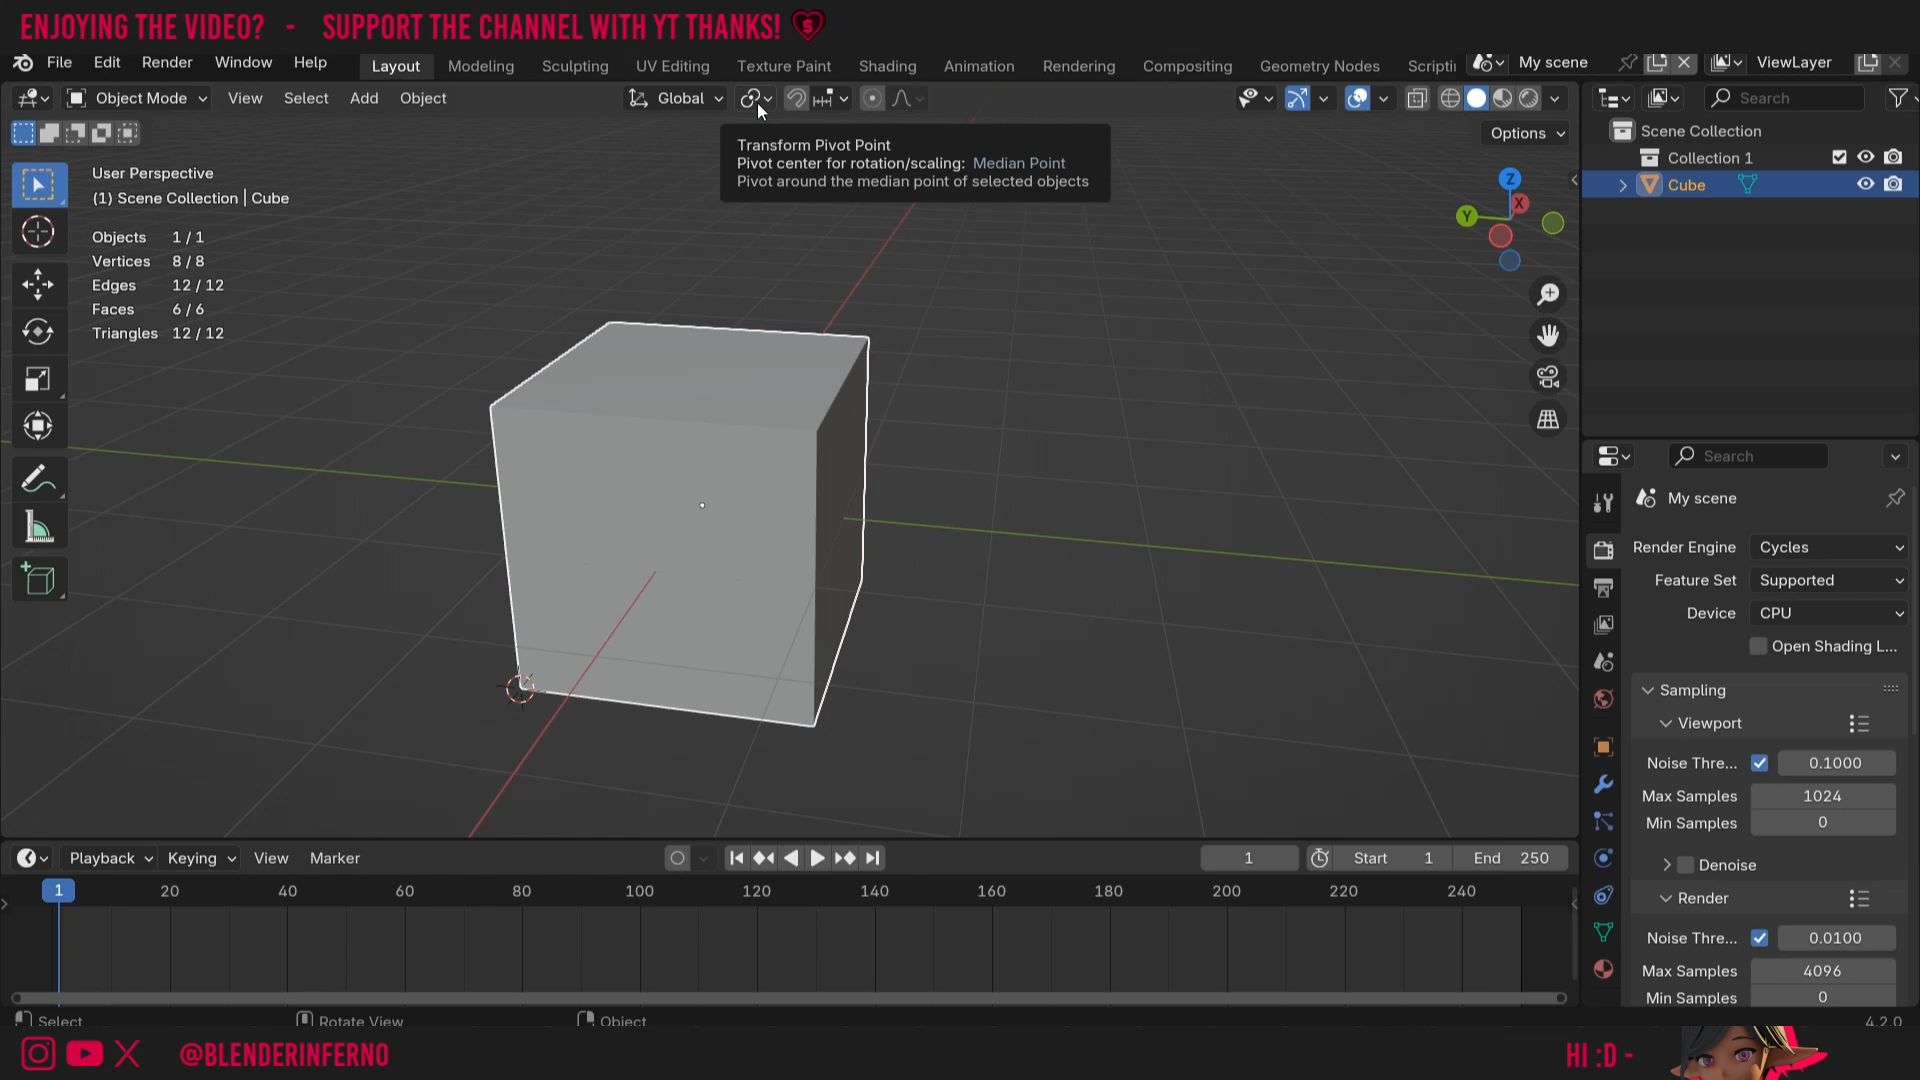 ENJOYING THE VIDEO? - SUPPORT THE CHANNEL WITH YT THANKS!
File Edit Render Window Help
Layout Modeling Sculpting UV Editing Texture Paint Shading Animation Rendering Compositing Geometry Nodes Scripti
My scene
ViewLayer
Object Mode View Select Add Object
Global
Search
Options
Transform Pivot Point
Pivot center for rotation/scaling: Median Point
Pivot around the median point of selected objects
User Perspective
(1) Scene Collection | Cube
Objects 1 / 1
Vertices 8 / 8
Edges 12 / 12
Faces 6 / 6
Triangles 12 / 12
Z
X
Y
Scene Collection
Collection 1
Cube
Search
My scene
Render Engine Cycles
Feature Set Supported
Device CPU
Open Shading L...
Sampling
Viewport
Noise Thre... 0.1000
Max Samples 1024
Min Samples 0
Denoise
Render
Noise Thre... 0.0100
Max Samples 4096
Min Samples 0
Playback Keying View Marker
1
Start 1
End 250
1 20 40 60 80 100 120 140 160 180 200 220 240
Select
Rotate View
Object
4.2.0
@BLENDERINFERNO
HI :D -